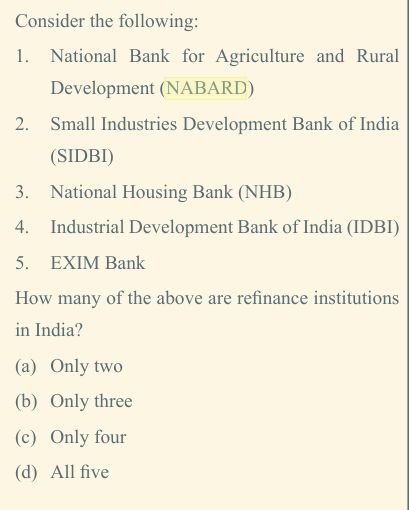 Consider the following:
1. National Bank for Agriculture and Rural
Development (NABARD)
2. Small Industries Development Bank of India
(SIDBI)
3. National Housing Bank (NHB)
4. Industrial Development Bank of India (IDBI)
5. EXIM Bank
How many of the above are refinance institutions
in India?
(a) Only two
(b) Only three
(c) Only four
(d) All five